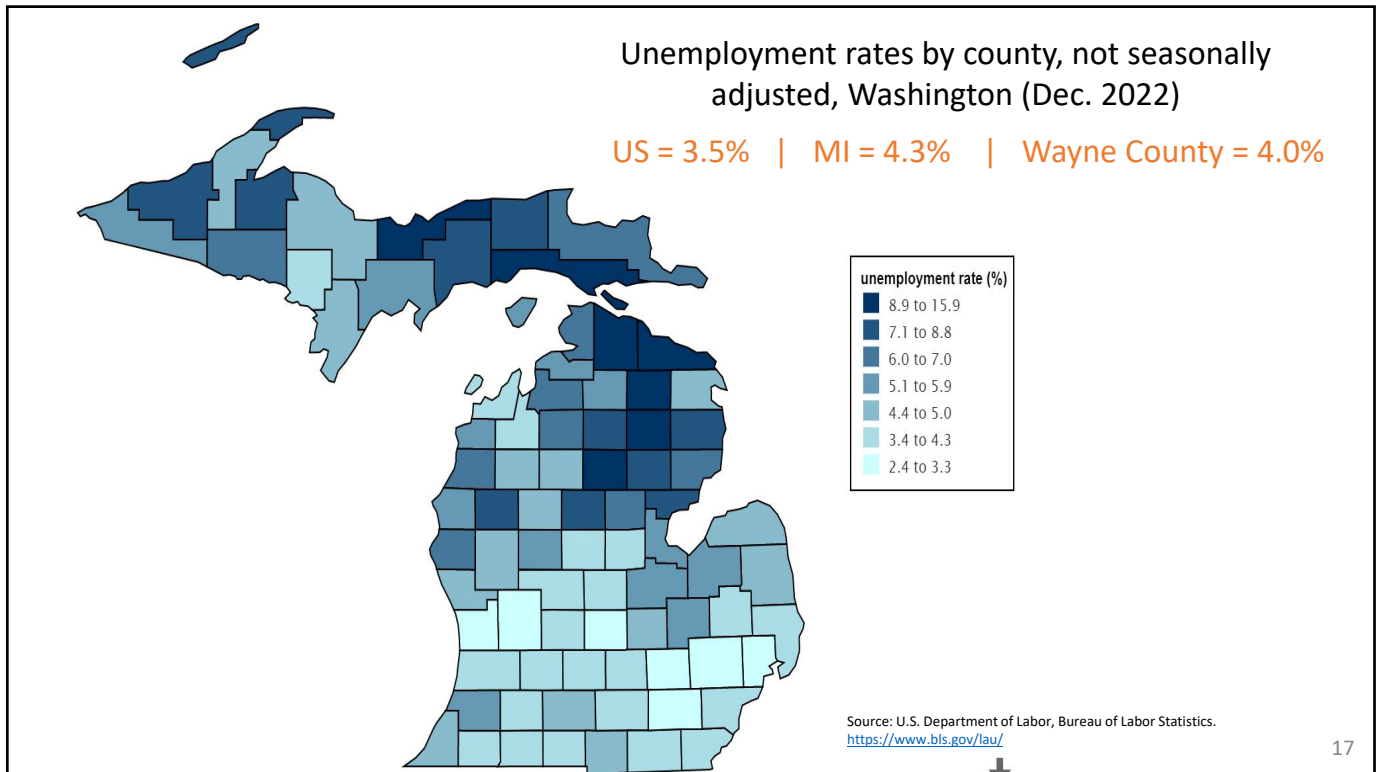 Unemployment rates by county, not seasonally
adjusted, Washington (Dec. 2022)
US = 3.5% | MI = 4.3% | Wayne County = 4.0%
unemployment rate (%)
8.9 to 15.9
7.1 to 8.8
6.0 to 7.0
5.1 to 5.9
4.4 to 5.0
3.4 to 4.3
2.4 to 3.3
Source: U.S. Department of Labor, Bureau of Labor Statistics.
https://www.bls.gov/lau/
17